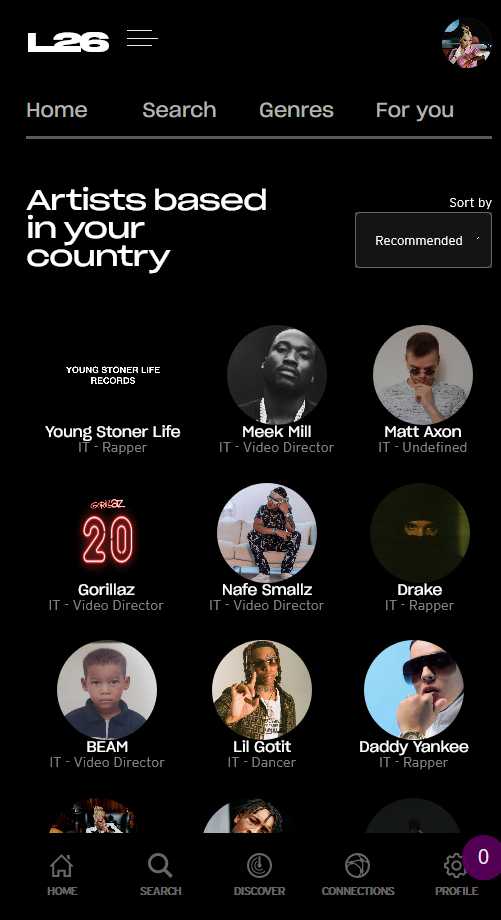 L26
Home Search Genres For you
Artists based
in your
country
Sort by
Recommended
YOUNG STONER LIFE
RECORDS
Young Stoner Life Meek Mill Matt Axon
IT - Rapper IT - Video Director IT - Undefined
GORILLAZ
20
Gorillaz Nafe Smallz Drake
IT - Video Director IT - Video Director IT - Rapper
BEAM Lil Gotit Daddy Yankee
IT - Video Director IT - Dancer IT - Rapper
0
HOME SEARCH DISCOVER CONNECTIONS PROFILE